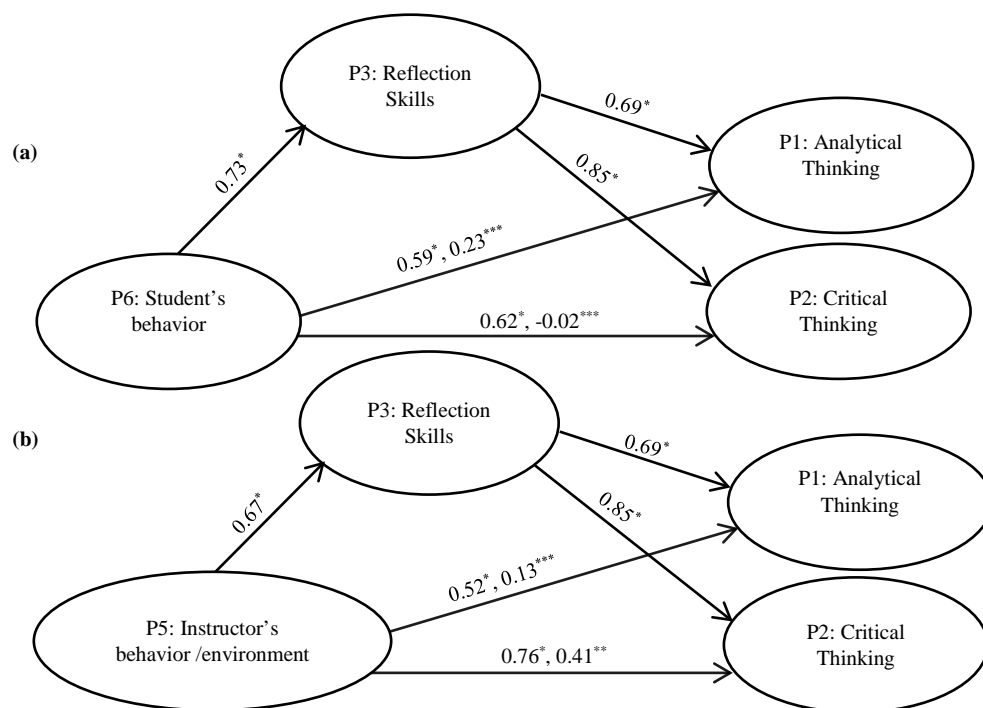 P3: Reflection
Skills
0.69*
P1: Analytical
Thinking
(a)
0.73*
0.85*
0.59*, 0.23***
P6: Student’s
behavior
P2: Critical
Thinking
0.62*, -0.02***
P3: Reflection
Skills
(b)
0.69*
P1: Analytical
Thinking
0.67*
0.85*
0.52*, 0.13***
P5: Instructor’s
behavior /environment
P2: Critical
Thinking
0.76*, 0.41**